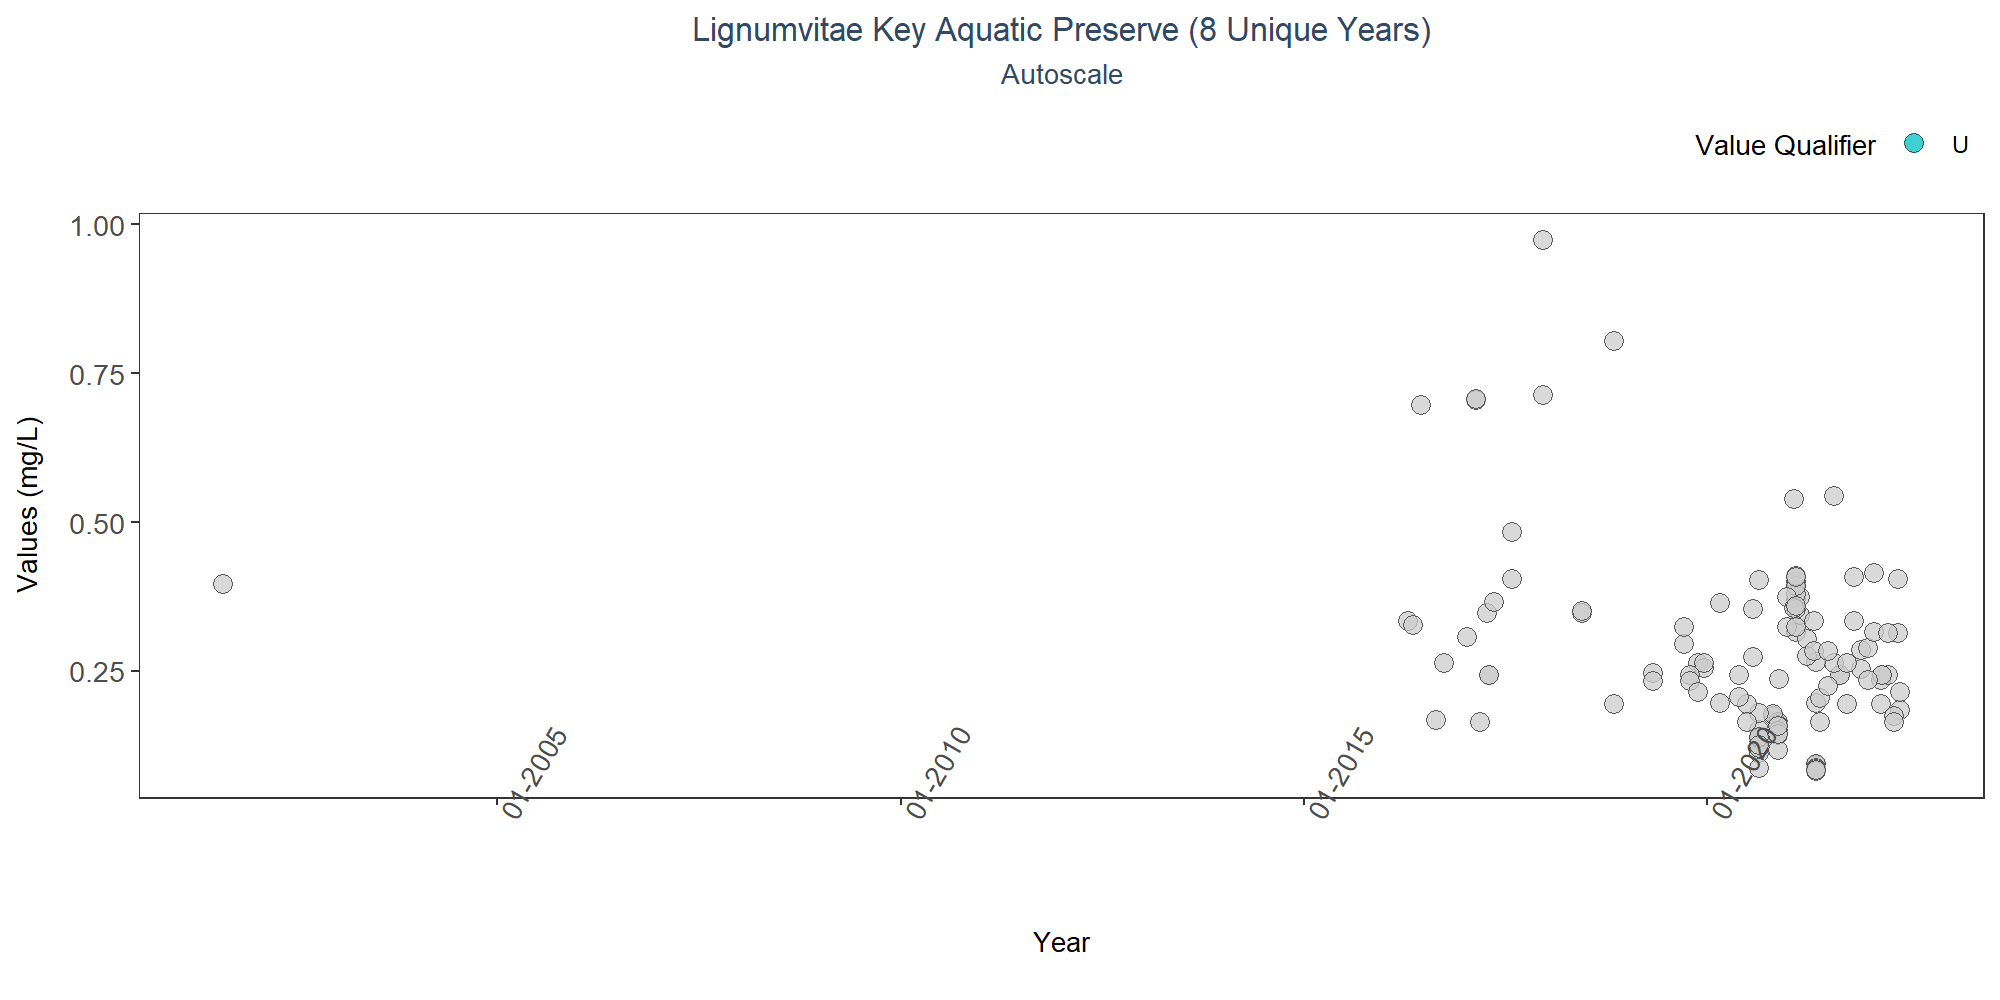 Lignumvitae Key Aquatic Preserve (8 Unique Years)
Autoscale
Value Qualifier U
1.00
0.75
0.50
0.25
Values (mg/L)
01-2005
01-2010
01-2015
01-2020
Year